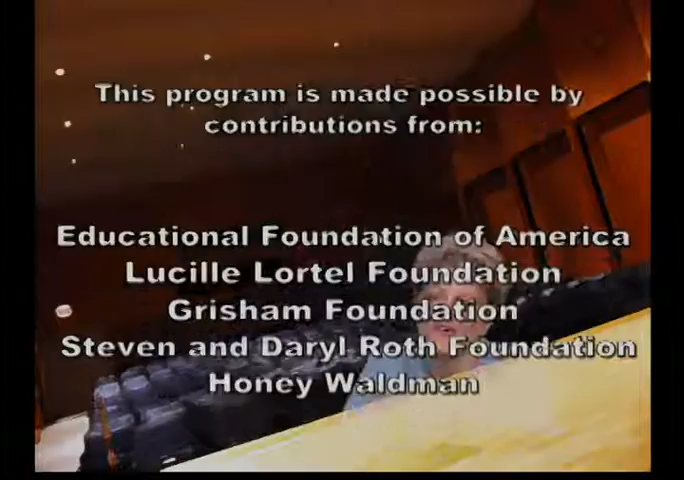 This program is made possible by
contributions from:
Educational Foundation of America
Lucille Lortel Foundation
Grisham Foundation
Steven and Daryl Roth Foundation
Honey Waldman